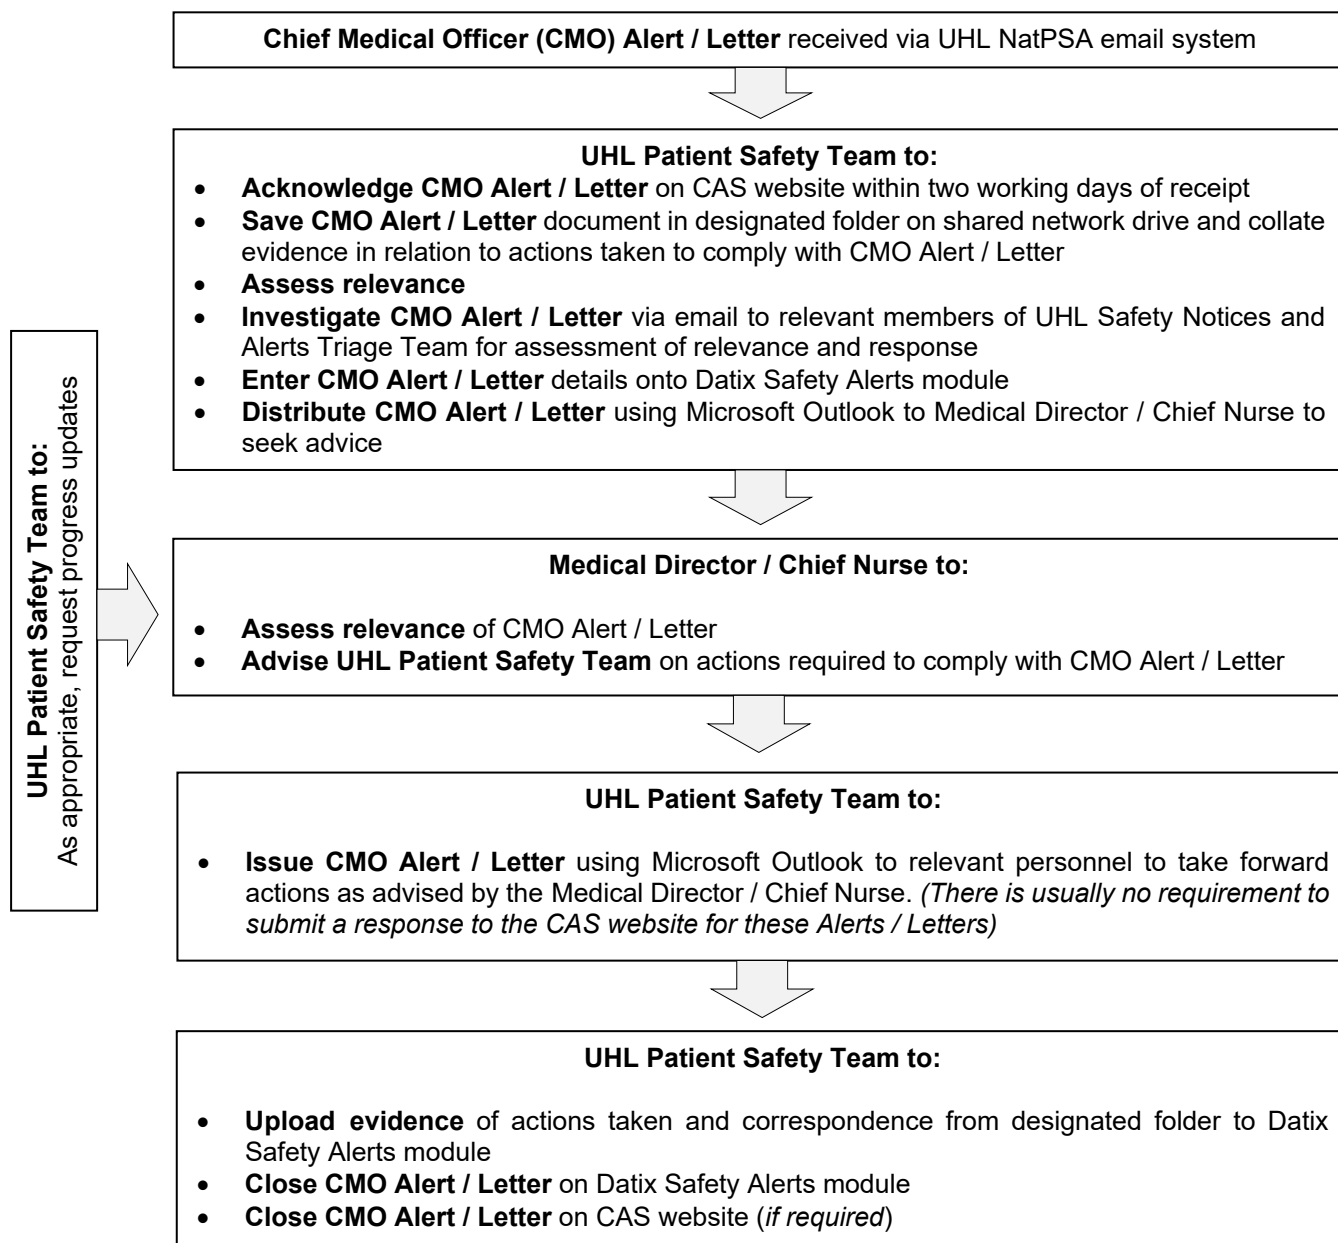 Chief Medical Officer (CMO) Alert / Letter received via UHL NatPSA email system
UHL Patient Safety Team to:
• Acknowledge CMO Alert / Letter on CAS website within two working days of receipt
• Save CMO Alert / Letter document in designated folder on shared network drive and collate
evidence in relation to actions taken to comply with CMO Alert / Letter
• Assess relevance
• Investigate CMO Alert / Letter via email to relevant members of UHL Safety Notices and
Alerts Triage Team for assessment of relevance and response
• Enter CMO Alert / Letter details onto Datix Safety Alerts module
• Distribute CMO Alert / Letter using Microsoft Outlook to Medical Director / Chief Nurse to
seek advice
UHL Patient Safety Team to:
As appropriate, request progress updates
Medical Director / Chief Nurse to:
• Assess relevance of CMO Alert / Letter
• Advise UHL Patient Safety Team on actions required to comply with CMO Alert / Letter
UHL Patient Safety Team to:
• Issue CMO Alert / Letter using Microsoft Outlook to relevant personnel to take forward
actions as advised by the Medical Director / Chief Nurse. (There is usually no requirement to
submit a response to the CAS website for these Alerts / Letters)
UHL Patient Safety Team to:
• Upload evidence of actions taken and correspondence from designated folder to Datix
Safety Alerts module
• Close CMO Alert / Letter on Datix Safety Alerts module
• Close CMO Alert / Letter on CAS website (if required)